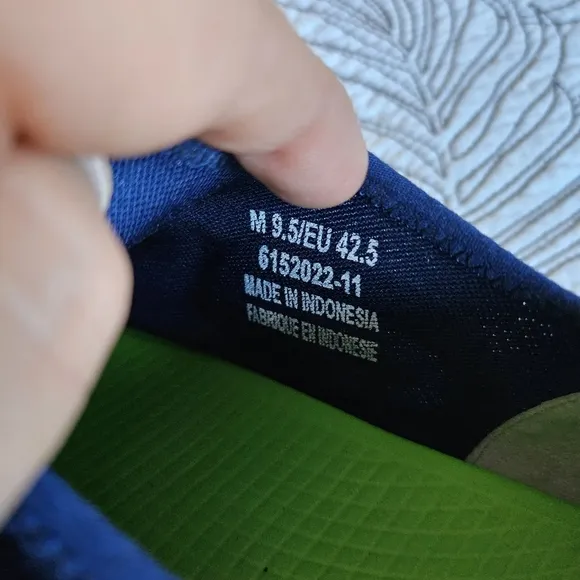 M 9.5/EU 42.5
6152022-11
MADE IN INDONESIA
FABRIQUE EN INDONESIE